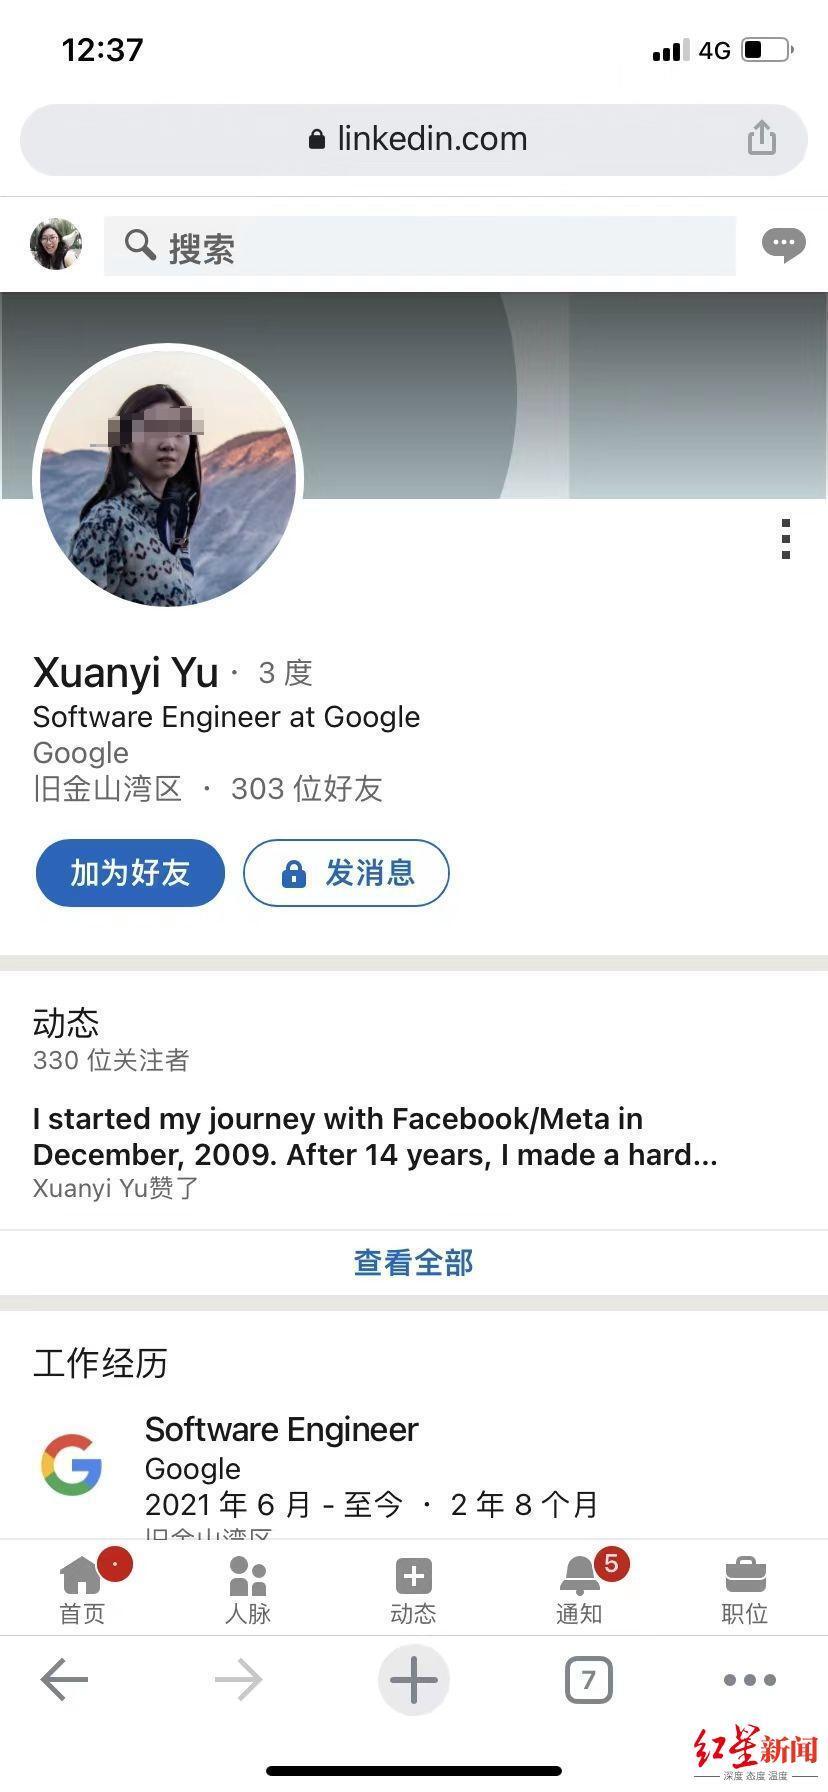 12:37 4G
linkedin.com
搜索
Xuanyi Yu · 3 度
Software Engineer at Google
Google
旧金山湾区 · 303 位好友
加为好友 发消息
动态
330 位关注者
I started my journey with Facebook/Meta in
December, 2009. After 14 years, I made a hard...
Xuanyi Yu赞了
查看全部
工作经历
Software Engineer
Google
2021 年 6 月 - 至今 · 2 年 8 个月
旧金山湾区
5
首页 人脉 动态 通知 职位
7
红星新闻
深度 态度 温度